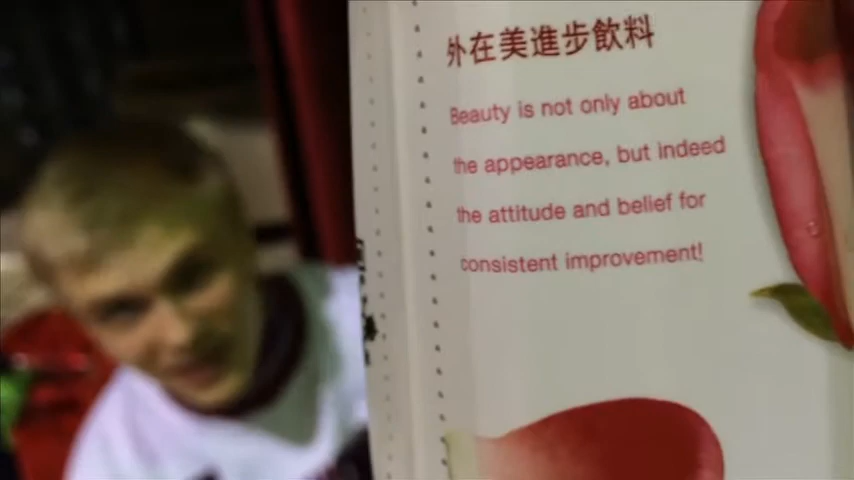 外在美進步飲料
Beauty is not only about
the appearance, but indeed
the attitude and belief for
consistent improvement!